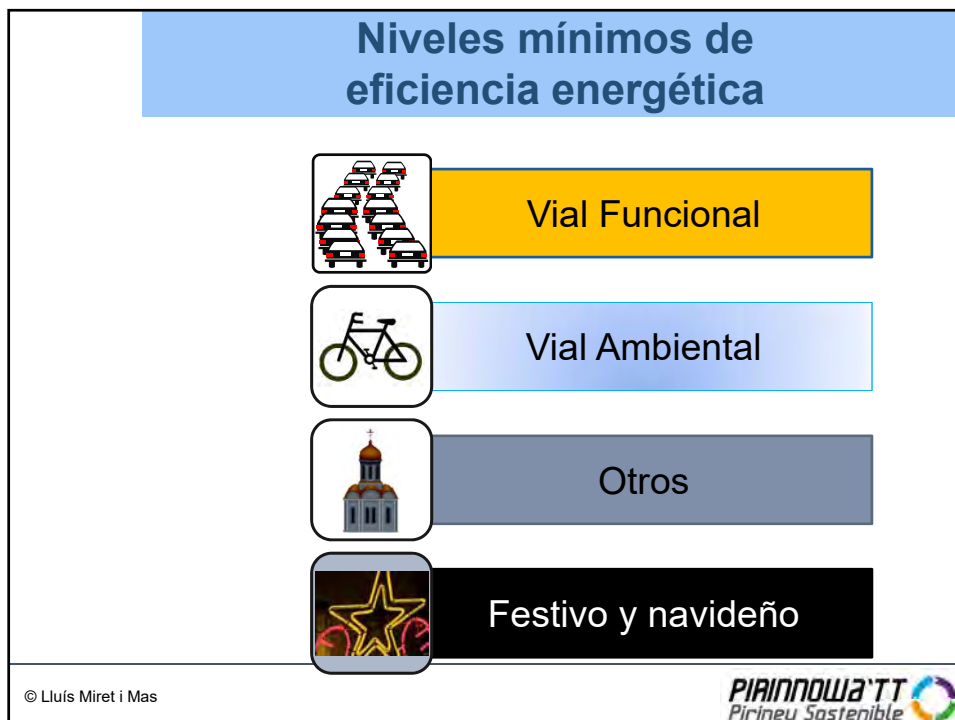 Niveles mínimos de
eficiencia energética
Vial Funcional
Vial Ambiental
Otros
Festivo y navideño
© Lluís Miret i Mas
PIRINNOWA'TT
Pirineu Sostenible